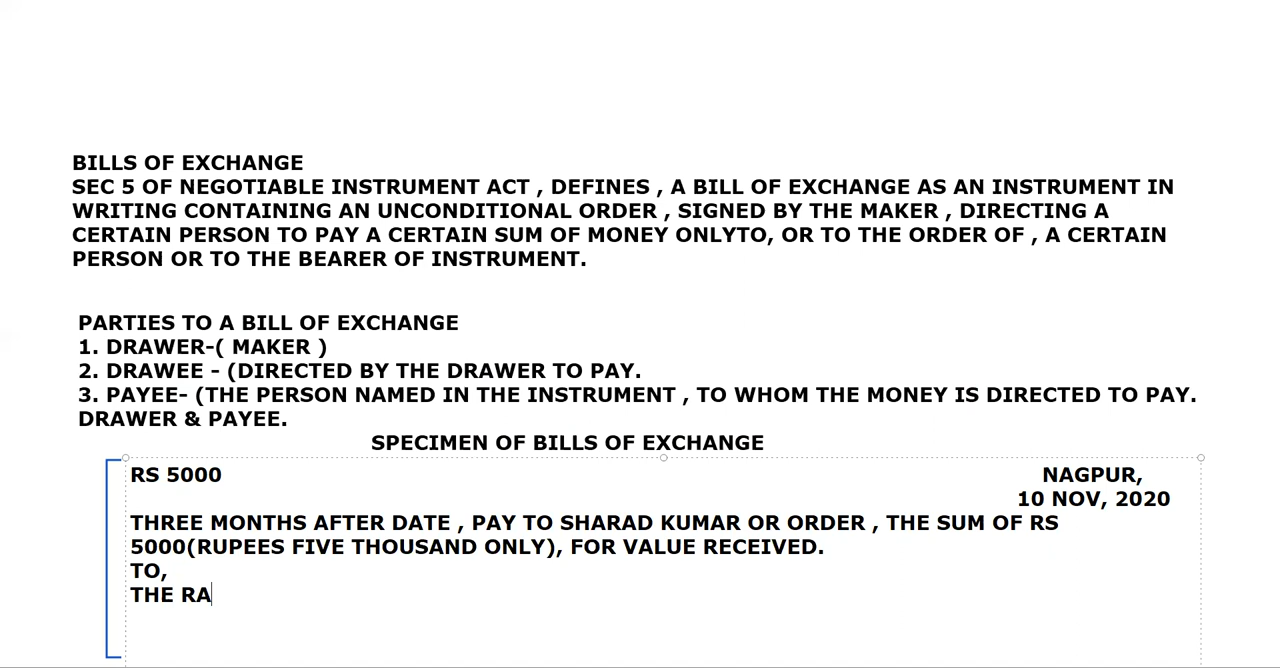 BILLS OF EXCHANGE
SEC 5 OF NEGOTIABLE INSTRUMENT ACT , DEFINES , A BILL OF EXCHANGE AS AN INSTRUMENT IN
WRITING CONTAINING AN UNCONDITIONAL ORDER , SIGNED BY THE MAKER , DIRECTING A
CERTAIN PERSON TO PAY A CERTAIN SUM OF MONEY ONLYTO, OR TO THE ORDER OF , A CERTAIN
PERSON OR TO THE BEARER OF INSTRUMENT.
PARTIES TO A BILL OF EXCHANGE
1. DRAWER-( MAKER )
2. DRAWEE - (DIRECTED BY THE DRAWER TO PAY.
3. PAYEE- (THE PERSON NAMED IN THE INSTRUMENT , TO WHOM THE MONEY IS DIRECTED TO PAY.
DRAWER & PAYEE.
SPECIMEN OF BILLS OF EXCHANGE
RS 5000 NAGPUR,
10 NOV, 2020
THREE MONTHS AFTER DATE , PAY TO SHARAD KUMAR OR ORDER , THE SUM OF RS
5000(RUPEES FIVE THOUSAND ONLY), FOR VALUE RECEIVED.
TO,
THE RA